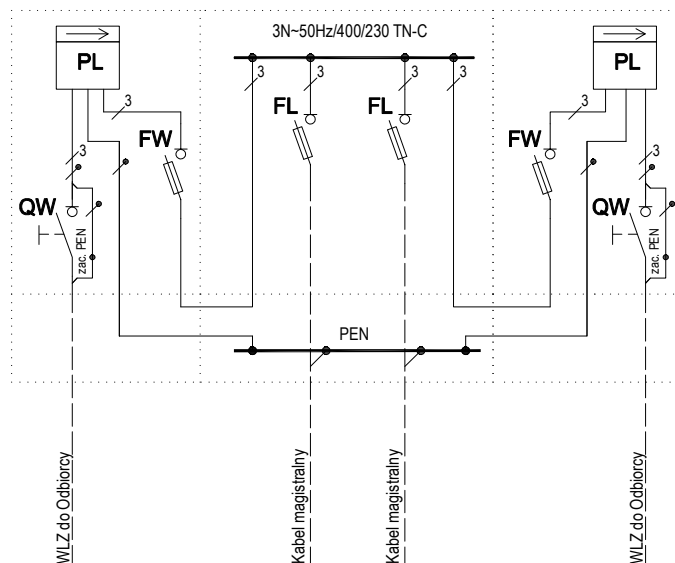 3N~50Hz/400/230 TN-C
PL
PL
3
3
3
3
3
3
FL
FL
FW
FW
3
3
QW
QW
zac. PEN
zac. PEN
PEN
WLZ do Odbiorcy
Kabel magistralny
Kabel magistralny
WLZ do Odbiorcy